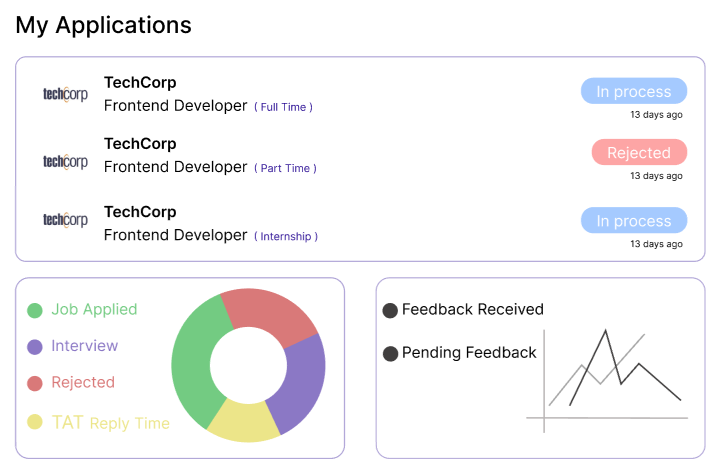 My Applications
techcorp
TechCorp
Frontend Developer ( Full Time )
In process
13 days ago
techcorp
TechCorp
Frontend Developer ( Part Time )
Rejected
13 days ago
techcorp
TechCorp
Frontend Developer ( Internship )
In process
13 days ago
Job Applied
Interview
Rejected
TAT Reply Time
Feedback Received
Pending Feedback